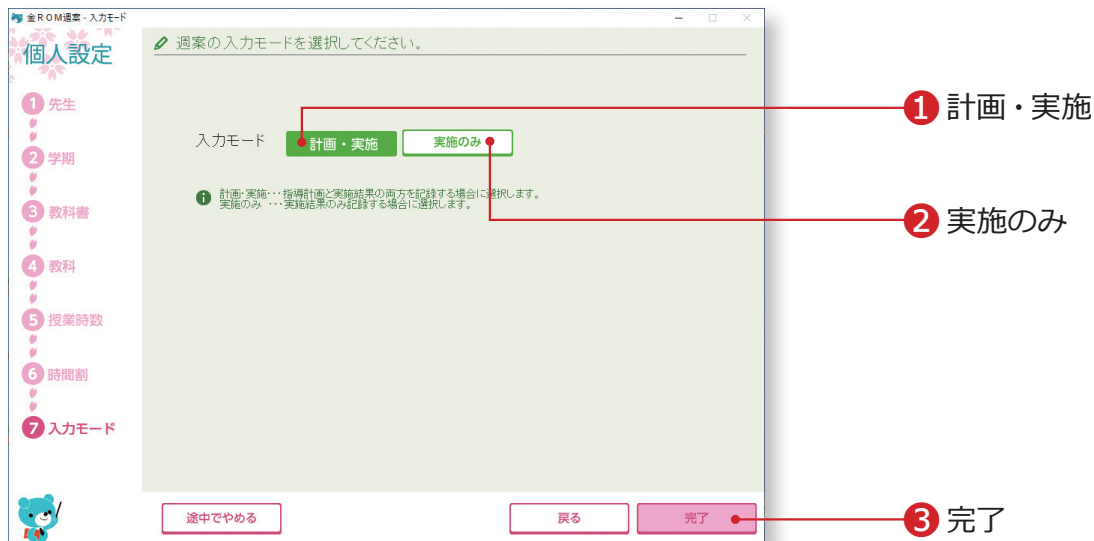 金ROM週案 - 入力モード
個人設定
週案の入力モードを選択してください。
1 先生
2 学期
3 教科書
4 教科
5 授業時数
6 時間割
7 入力モード
入力モード 計画・実施 実施のみ
計画・実施・・・指導計画と実施結果の両方を記録する場合に選択します。
実施のみ ・・・実施結果のみ記録する場合に選択します。
途中でやめる 戻る 完了
1 計画・実施
2 実施のみ
3 完了